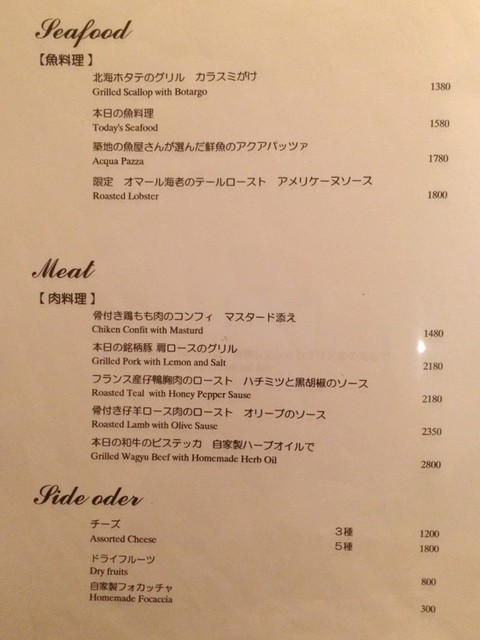 Seafood
【魚料理】
北海ホタテのグリル　カラスミがけ
Grilled Scallop with Botargo 1380
本日の魚料理
Today's Seafood 1580
築地の魚屋さんが選んだ鮮魚のアクアパッツァ
Acqua Pazza 1780
限定　オマール海老のテールロースト　アメリケーヌソース
Roasted Lobster 1800
Meat
【肉料理】
骨付き鶏もも肉のコンフィ　マスタード添え
Chiken Confit with Masturd 1480
本日の銘柄豚 肩ロースのグリル
Grilled Pork with Lemon and Salt 2180
フランス産仔鴨胸肉のロースト　ハチミツと黒胡椒のソース
Roasted Teal with Honey Pepper Sause 2180
骨付き仔羊ロース肉のロースト　オリーブのソース
Roasted Lamb with Olive Sause 2350
本日の和牛のビステッカ　自家製ハーブオイルで
Grilled Wagyu Beef with Homemade Herb Oil 2800
Side oder
チーズ 3種 1200
Assorted Cheese 5種 1800
ドライフルーツ
Dry fruits 800
自家製フォカッチャ
Homemade Focaccia 300